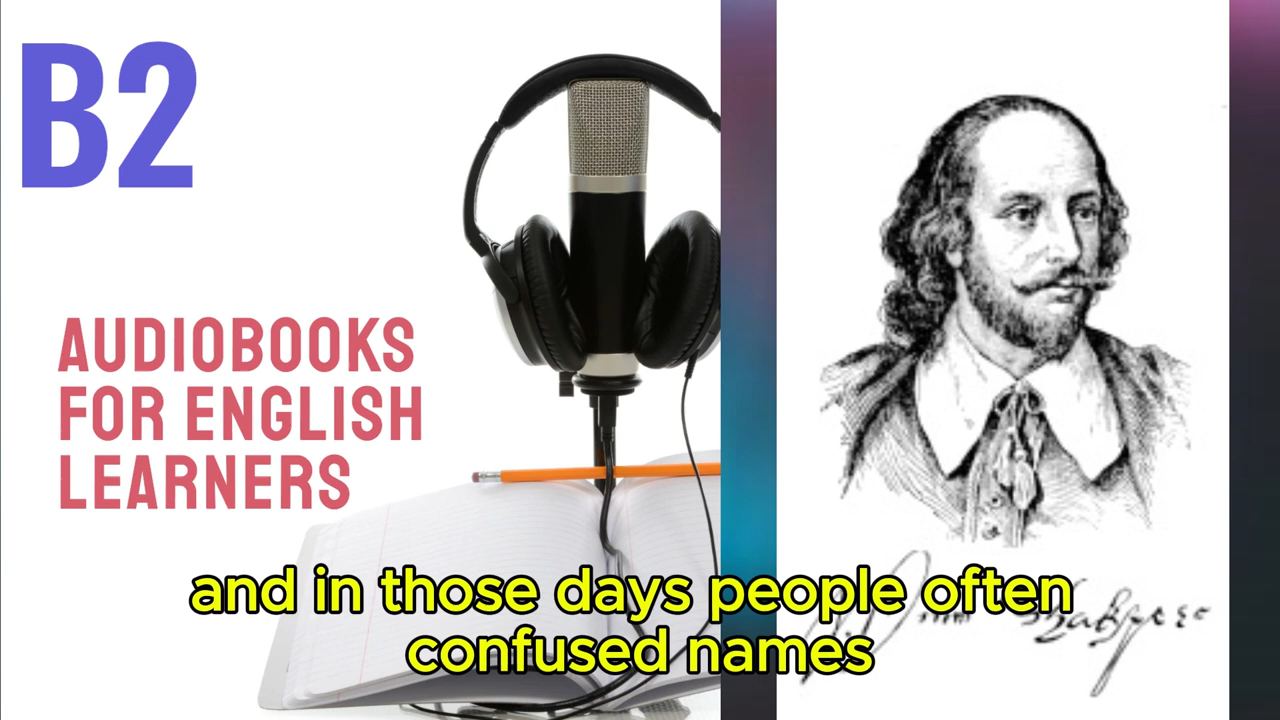 B2
AUDIOBOOKS
FOR ENGLISH
LEARNERS
and in those days people often
confused names